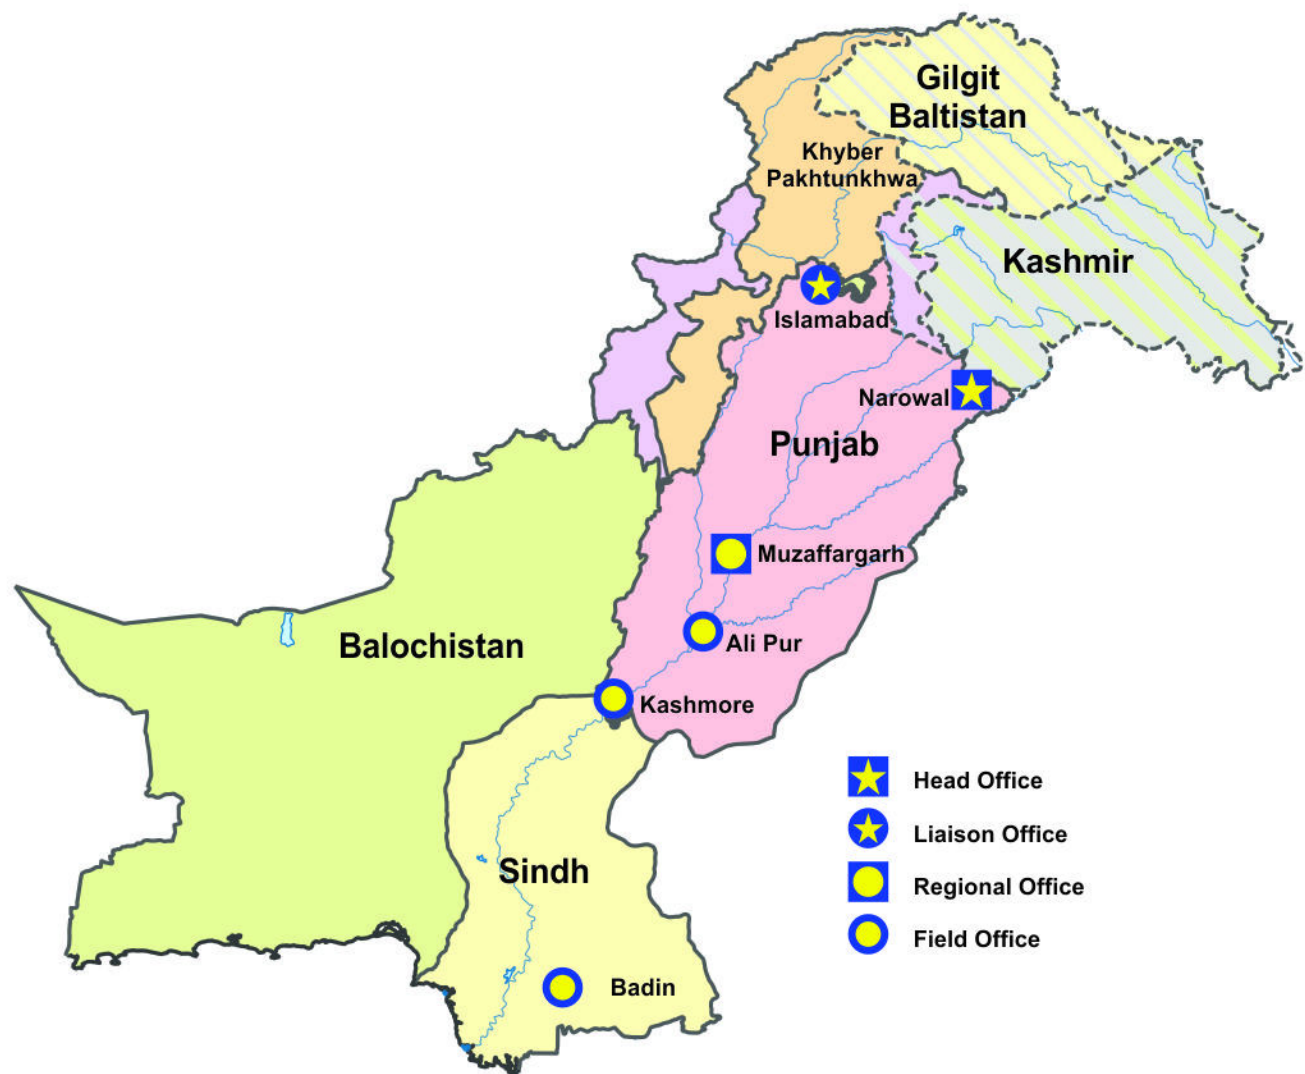 Gilgit
Baltistan
Khyber
Pakhtunkhwa
Kashmir
Islamabad
Narowal
Punjab
Muzaffargarh
Balochistan
Ali Pur
Kashmore
Head Office
Liaison Office
Sindh
Regional Office
Field Office
Badin